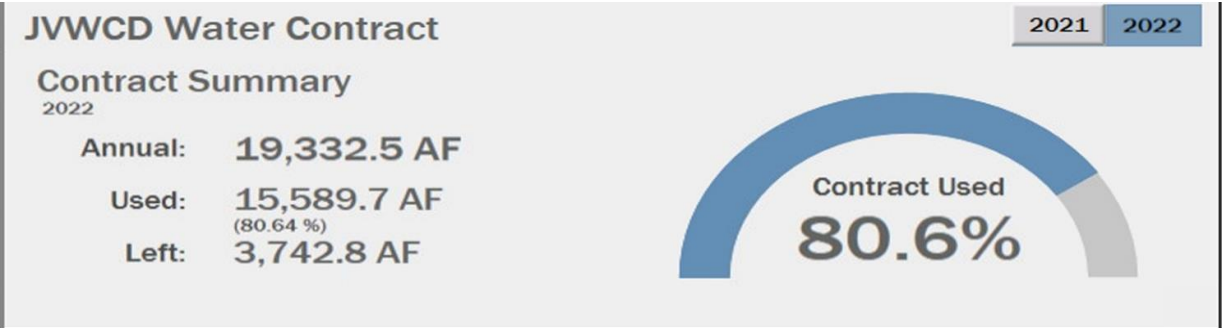 JVWCD Water Contract
2021 2022
Contract Summary
2022
Annual: 19,332.5 AF
Used: 15,589.7 AF
(80.64 %)
Left: 3,742.8 AF
Contract Used
80.6%